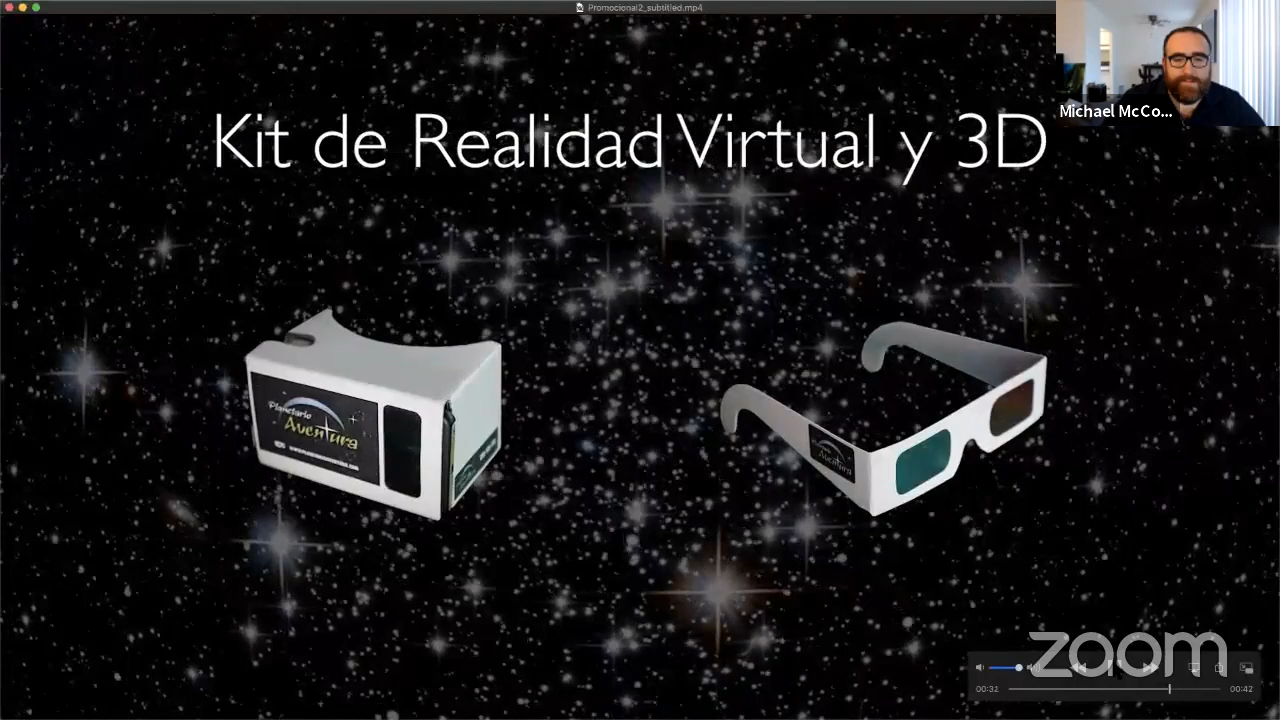 Promocional2_subtitled.mp4
Michael McCo...
Kit de Realidad Virtual y 3D
Planetario
Aventura
Aventura
zoom
00:32
00:42